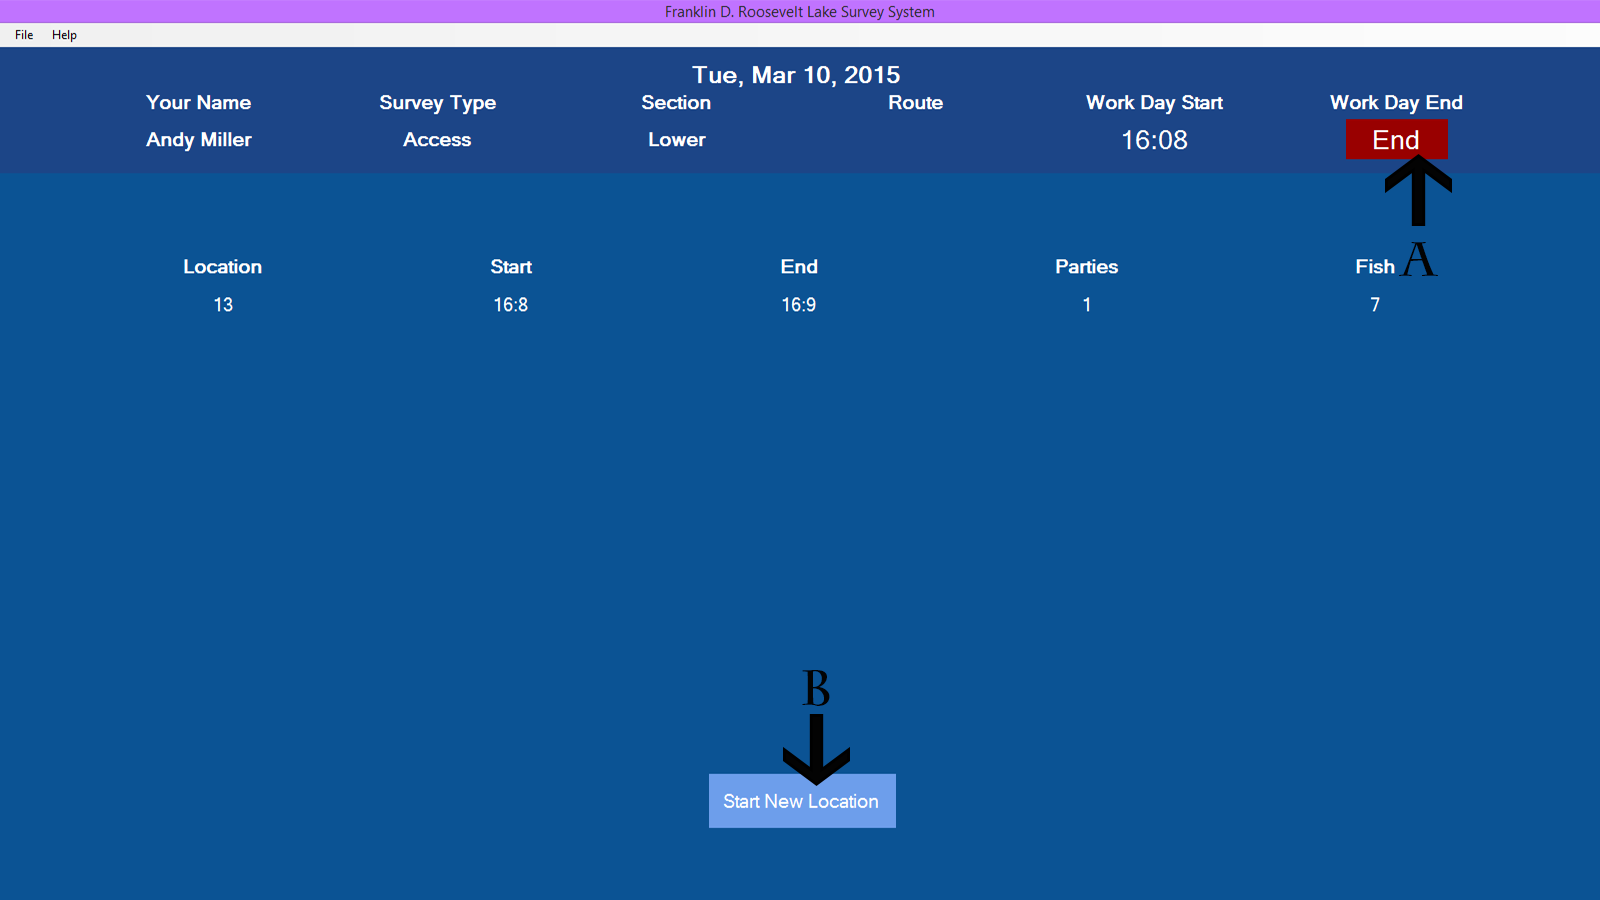 Franklin D. Roosevelt Lake Survey System
File Help
Tue, Mar 10, 2015
Your Name Survey Type Section Route Work Day Start Work Day End
Andy Miller Access Lower 16:08 End
Location Start End Parties Fish A
13 16:8 16:9 1 7
B
Start New Location